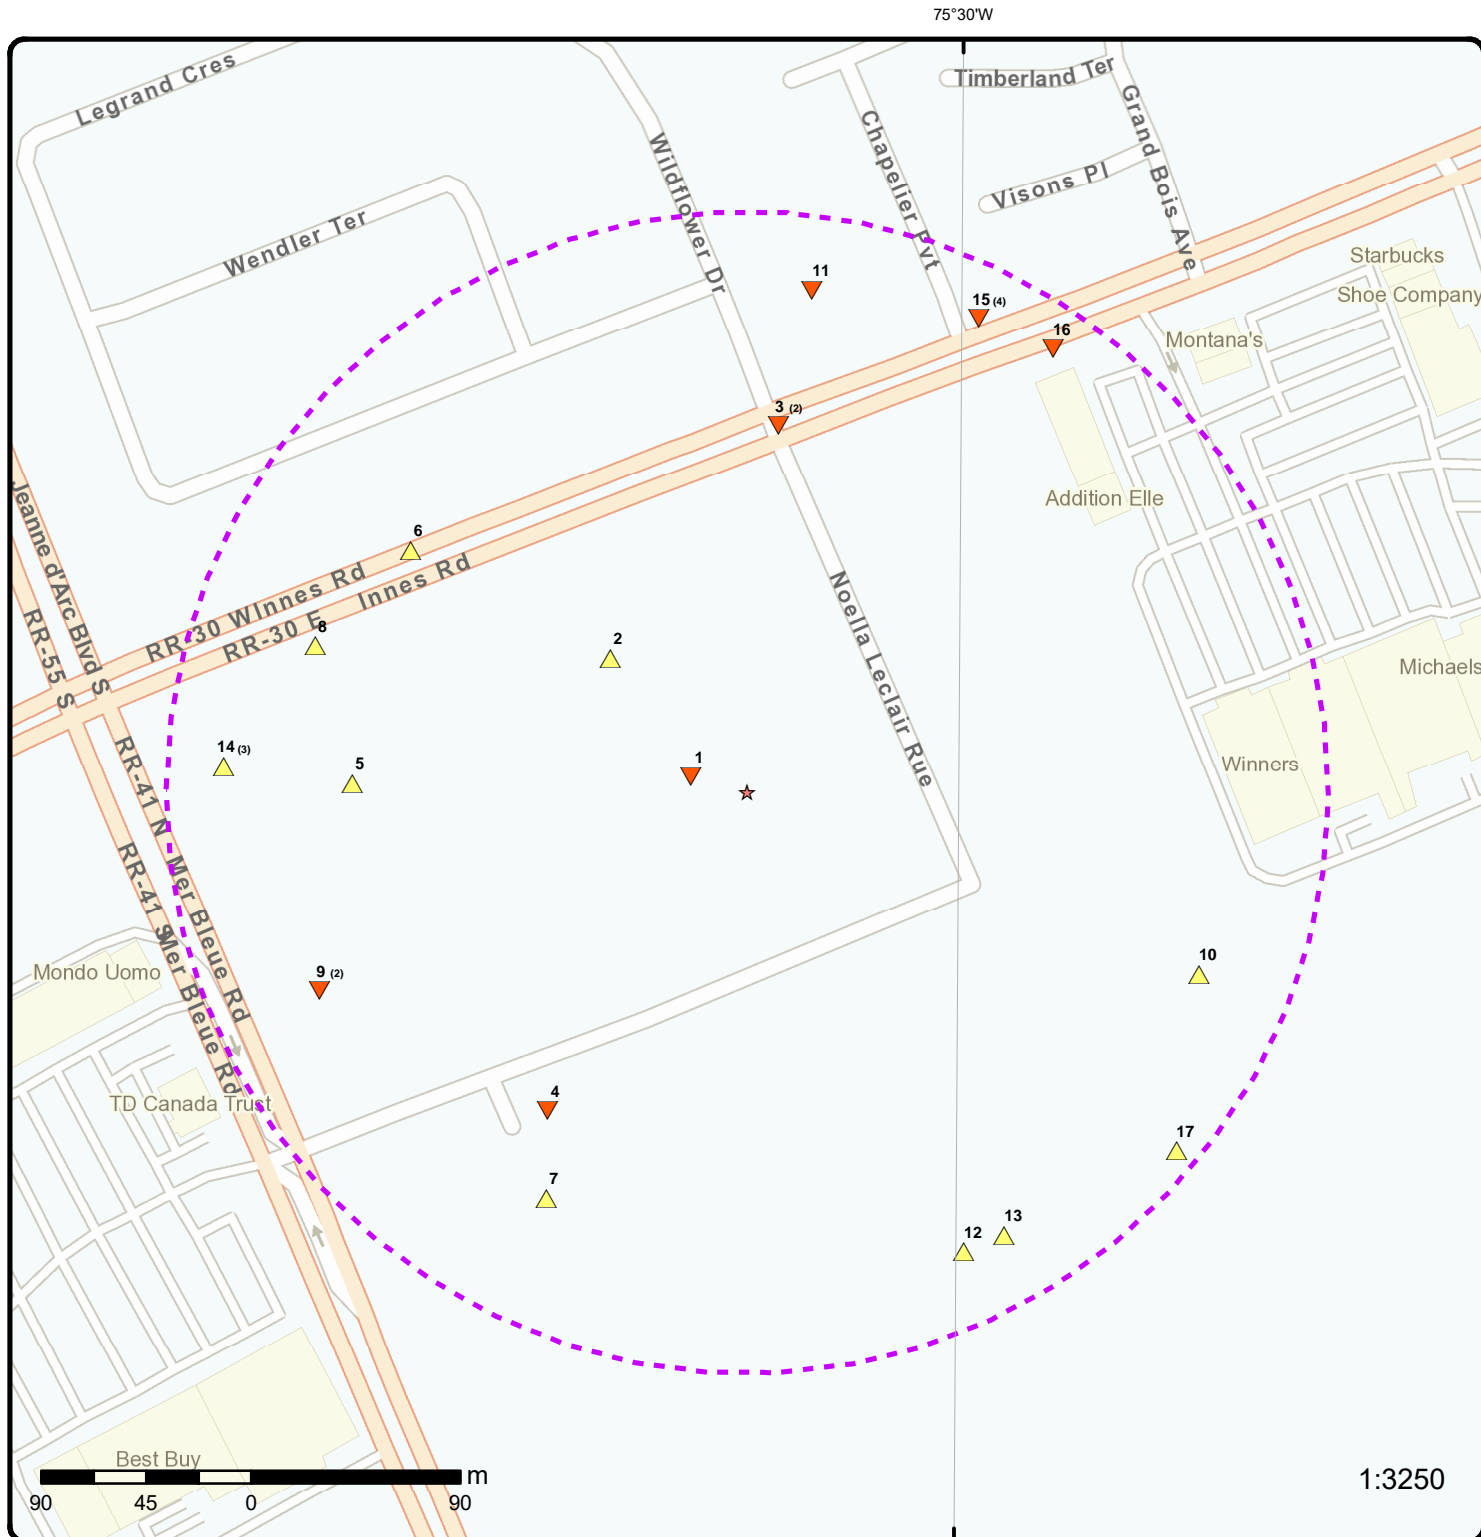 75°30'W
Legrand Cres
Timberland Ter
Grand Bois Ave
Chapelier Pvt
Wildflower Dr
Visons Pl
Wendler Ter
Starbucks
11
Shoe Company
15 (4)
16
Montana's
3 (2)
Addition Elle
Jeanne d'Arc Blvd S
6
RR-30 W Innes Rd
RR-30 E Innes Rd
Noella Leclair Rue
RR-55 S
8
2
Michaels
14 (3)
5
1
Winners
RR-41 N Mer Bleue Rd
RR-41 S Mer Bleue Rd
10
Mondo Uomo
9 (2)
TD Canada Trust
4
17
7
13
12
Best Buy
m
1:3250
90 45 0 90